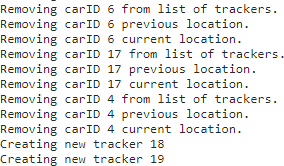 Removing carID 6 from list of trackers.
Removing carID 6 previous location.
Removing carID 6 current location.
Removing carID 17 from list of trackers.
Removing carID 17 previous location.
Removing carID 17 current location.
Removing carID 4 from list of trackers.
Removing carID 4 previous location.
Removing carID 4 current location.
Creating new tracker 18
Creating new tracker 19